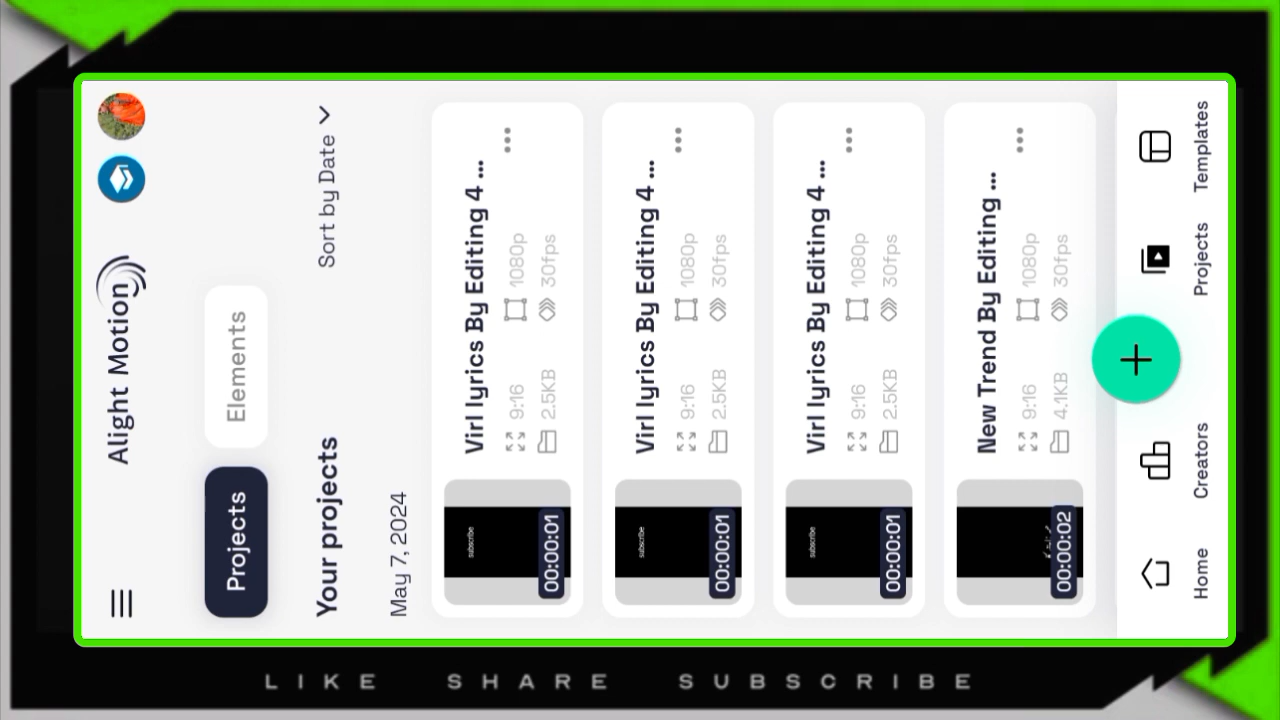 Alight Motion
Projects
Elements
Your projects
Sort by Date
May 7, 2024
subscribe
00:00:01
Virl lyrics By Editing 4 ...
9:16
1080p
2.5KB
30fps
subscribe
00:00:01
Virl lyrics By Editing 4 ...
9:16
1080p
2.5KB
30fps
subscribe
00:00:01
Virl lyrics By Editing 4 ...
9:16
1080p
2.5KB
30fps
00:00:02
New Trend By Editing ...
9:16
1080p
4.1KB
30fps
Home
Creators
Projects
Templates
LIKE SHARE SUBSCRIBE